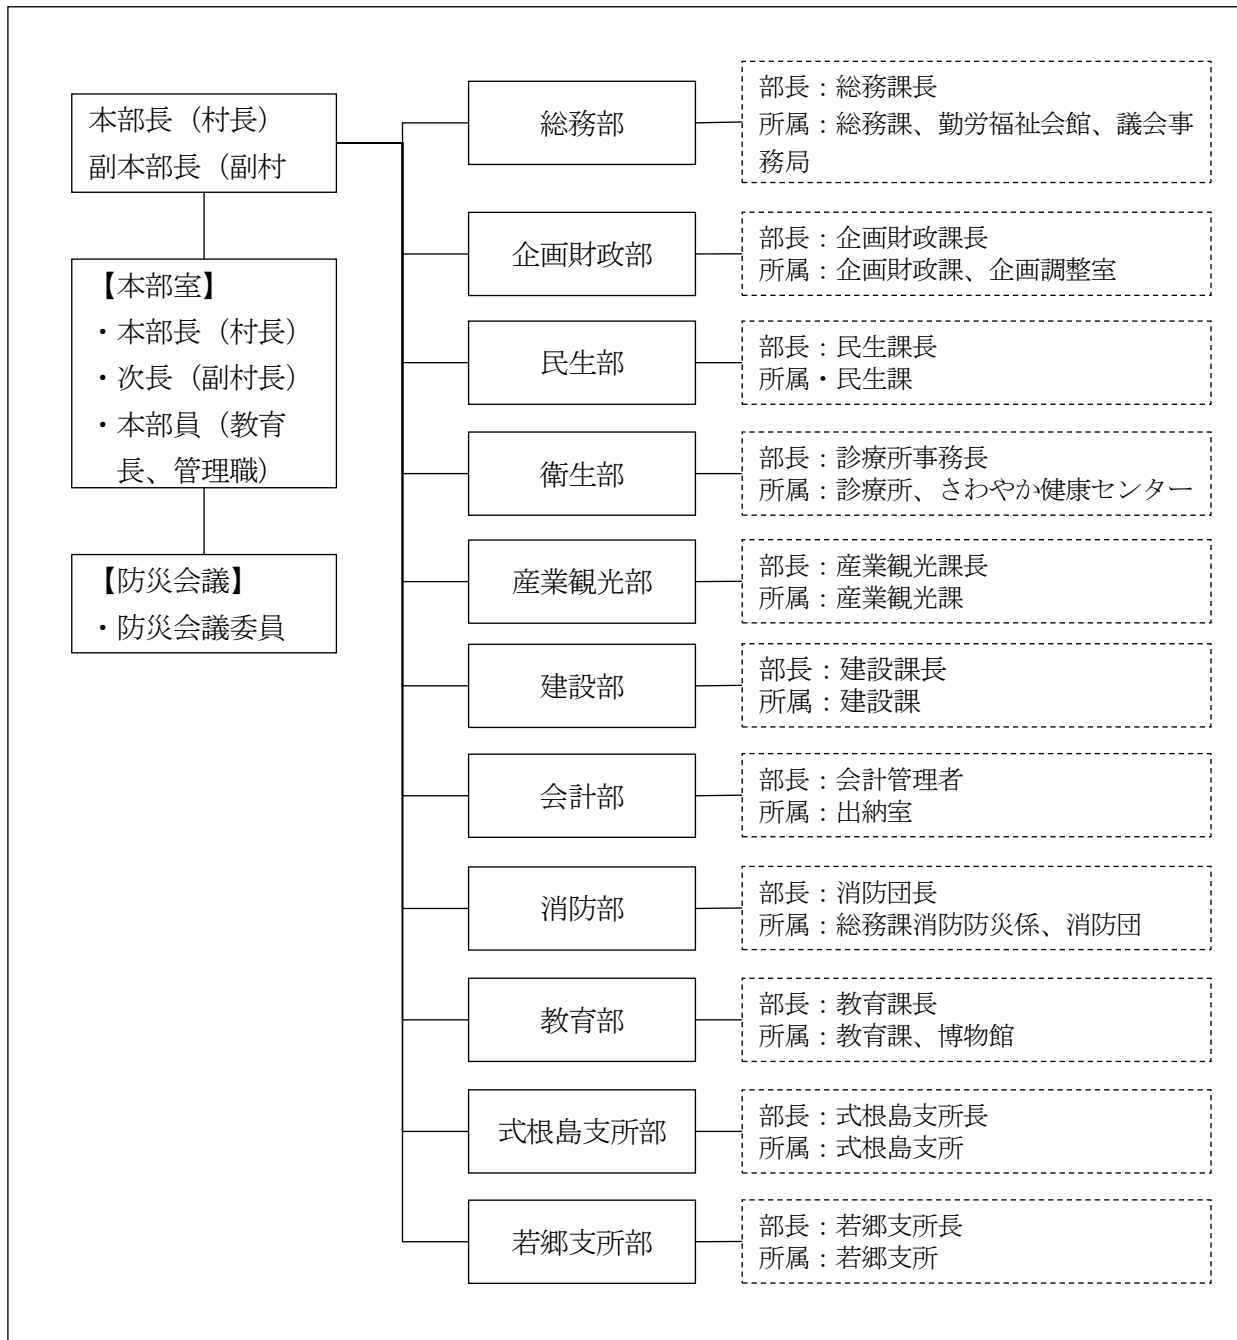 本部長（村長）
副本部長（副村
【本部室】
・本部長（村長）
・次長（副村長）
・本部員（教育
長、管理職）
【防災会議】
・防災会議委員
総務部
部長：総務課長
所属：総務課、勤労福祉会館、議会事
務局
企画財政部
部長：企画財政課長
所属：企画財政課、企画調整室
民生部
部長：民生課長
所属・民生課
衛生部
部長：診療所事務長
所属：診療所、さわやか健康センター
産業観光部
部長：産業観光課長
所属：産業観光課
建設部
部長：建設課長
所属：建設課
会計部
部長：会計管理者
所属：出納室
消防部
部長：消防団長
所属：総務課消防防災係、消防団
教育部
部長：教育課長
所属：教育課、博物館
式根島支所部
部長：式根島支所長
所属：式根島支所
若郷支所部
部長：若郷支所長
所属：若郷支所